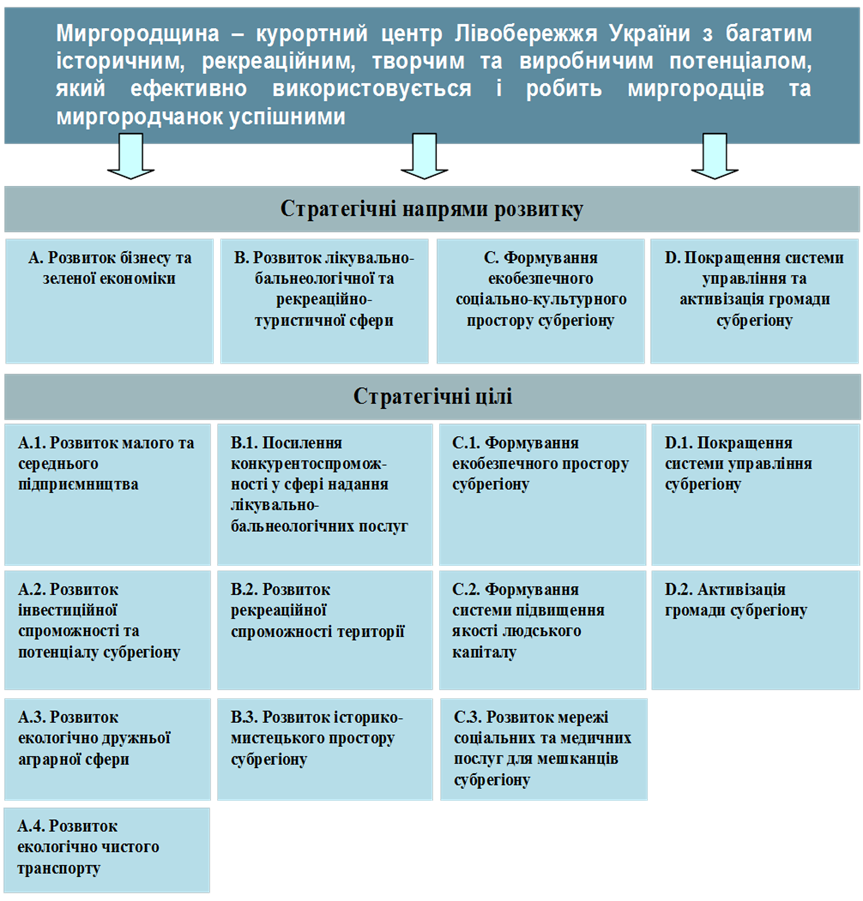 Миргородщина – курортний центр Лівобережжя України з багатим
історичним, рекреаційним, творчим та виробничим потенціалом,
який ефективно використовується і робить миргородців та
миргородчанок успішними
Стратегічні напрями розвитку
А. Розвиток бізнесу та
зеленої економіки
В. Розвиток лікувально-
бальнеологічної та
рекреаційно-
туристичної сфери
С. Формування
екобезпечного
соціально-культурного
простору субрегіону
D. Покращення системи
управління та
активізація громади
субрегіону
Стратегічні цілі
А.1. Розвиток малого та
середнього
підприємництва
В.1. Посилення
конкурентоспромож-
ності у сфері надання
лікувально-
бальнеологічних послуг
С.1. Формування
екобезпечного простору
субрегіону
D.1. Покращення
системи управління
субрегіону
А.2. Розвиток
інвестиційної
спроможності та
потенціалу субрегіону
В.2. Розвиток
рекреаційної
спроможності території
С.2. Формування
системи підвищення
якості людського
капіталу
D.2. Активізація
громади субрегіону
А.3. Розвиток
екологічно дружньої
аграрної сфери
В.3. Розвиток історико-
мистецького простору
субрегіону
С.3. Розвиток мережі
соціальних та медичних
послуг для мешканців
субрегіону
А.4. Розвиток
екологічно чистого
транспорту